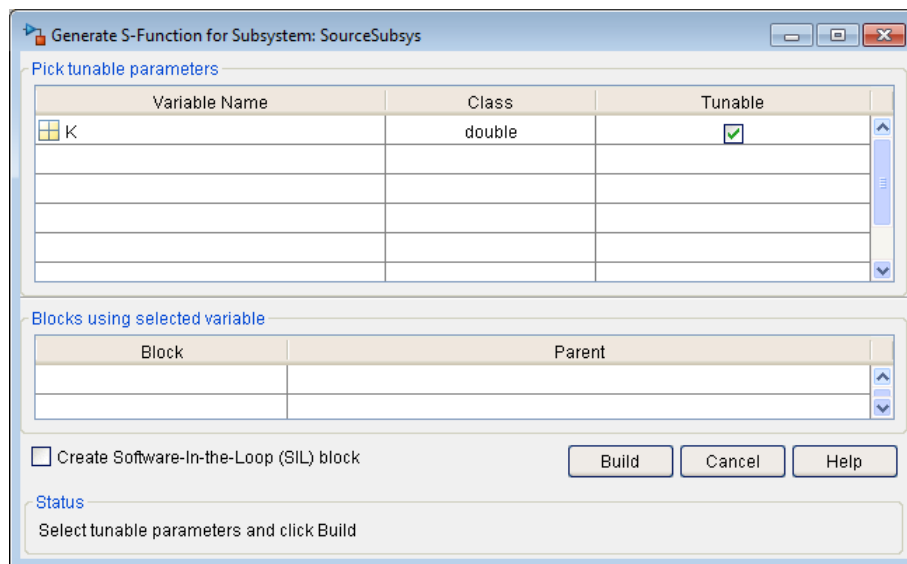 Generate S-Function for Subsystem: SourceSubsys
Pick tunable parameters
Variable Name Class Tunable
K double
Blocks using selected variable
Block Parent
Create Software-In-the-Loop (SIL) block
Build Cancel Help
Status
Select tunable parameters and click Build